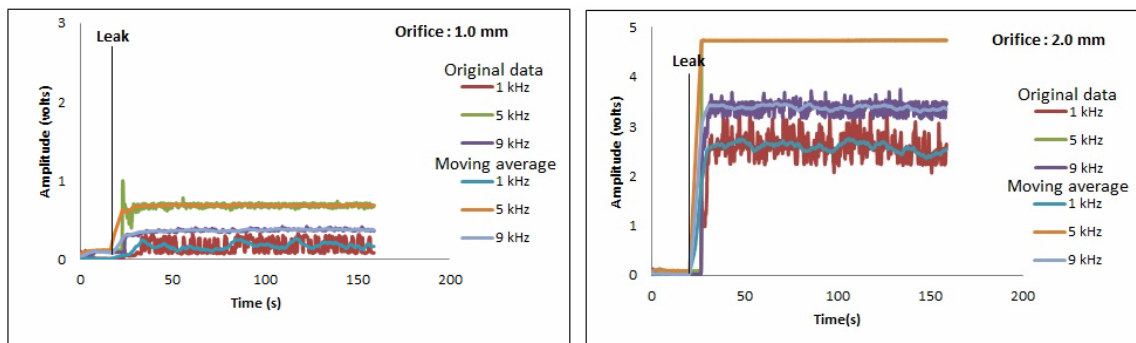 3
Leak
Orifice : 1.0 mm
Original data
1 kHz
5 kHz
9 kHz
Moving average
1 kHz
5 kHz
9 kHz
2
1
0
0
50
100
150
200
Amplitude (volts)
Time (s)
5
Leak
Orifice : 2.0 mm
Original data
1 kHz
5 kHz
9 kHz
Moving average
1 kHz
5 kHz
9 kHz
4
3
2
1
0
0
50
100
150
200
Amplitude (volts)
Time(s)